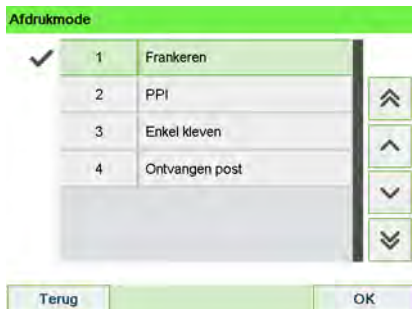 Afdrukmode
1 Frankeren
2 PPI
3 Enkel kleven
4 Ontvangen post
Terug OK